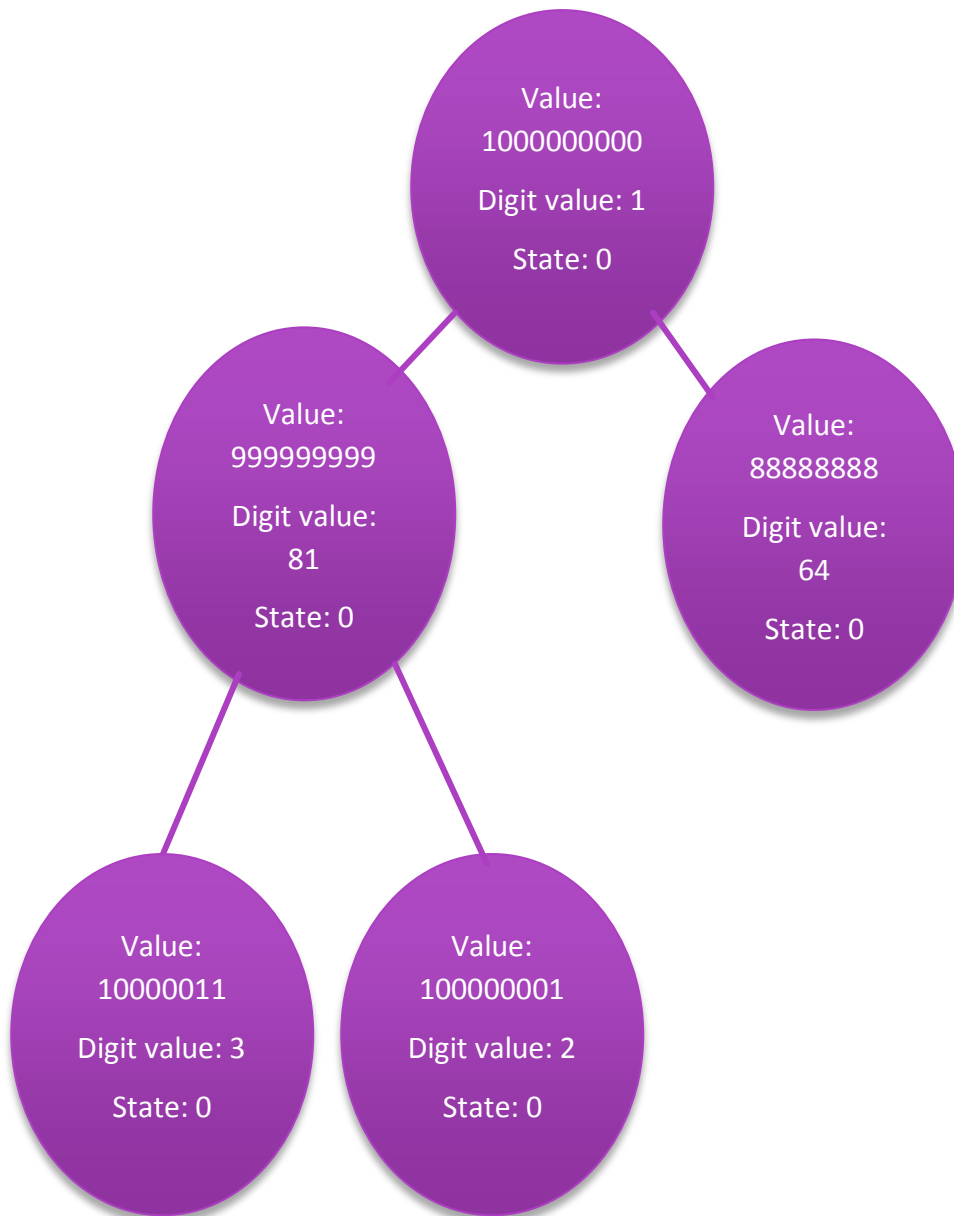 Value:
1000000000
Digit value: 1
State: 0
Value:
999999999
Digit value:
81
State: 0
Value:
88888888
Digit value:
64
State: 0
Value:
10000011
Digit value: 3
State: 0
Value:
100000001
Digit value: 2
State: 0